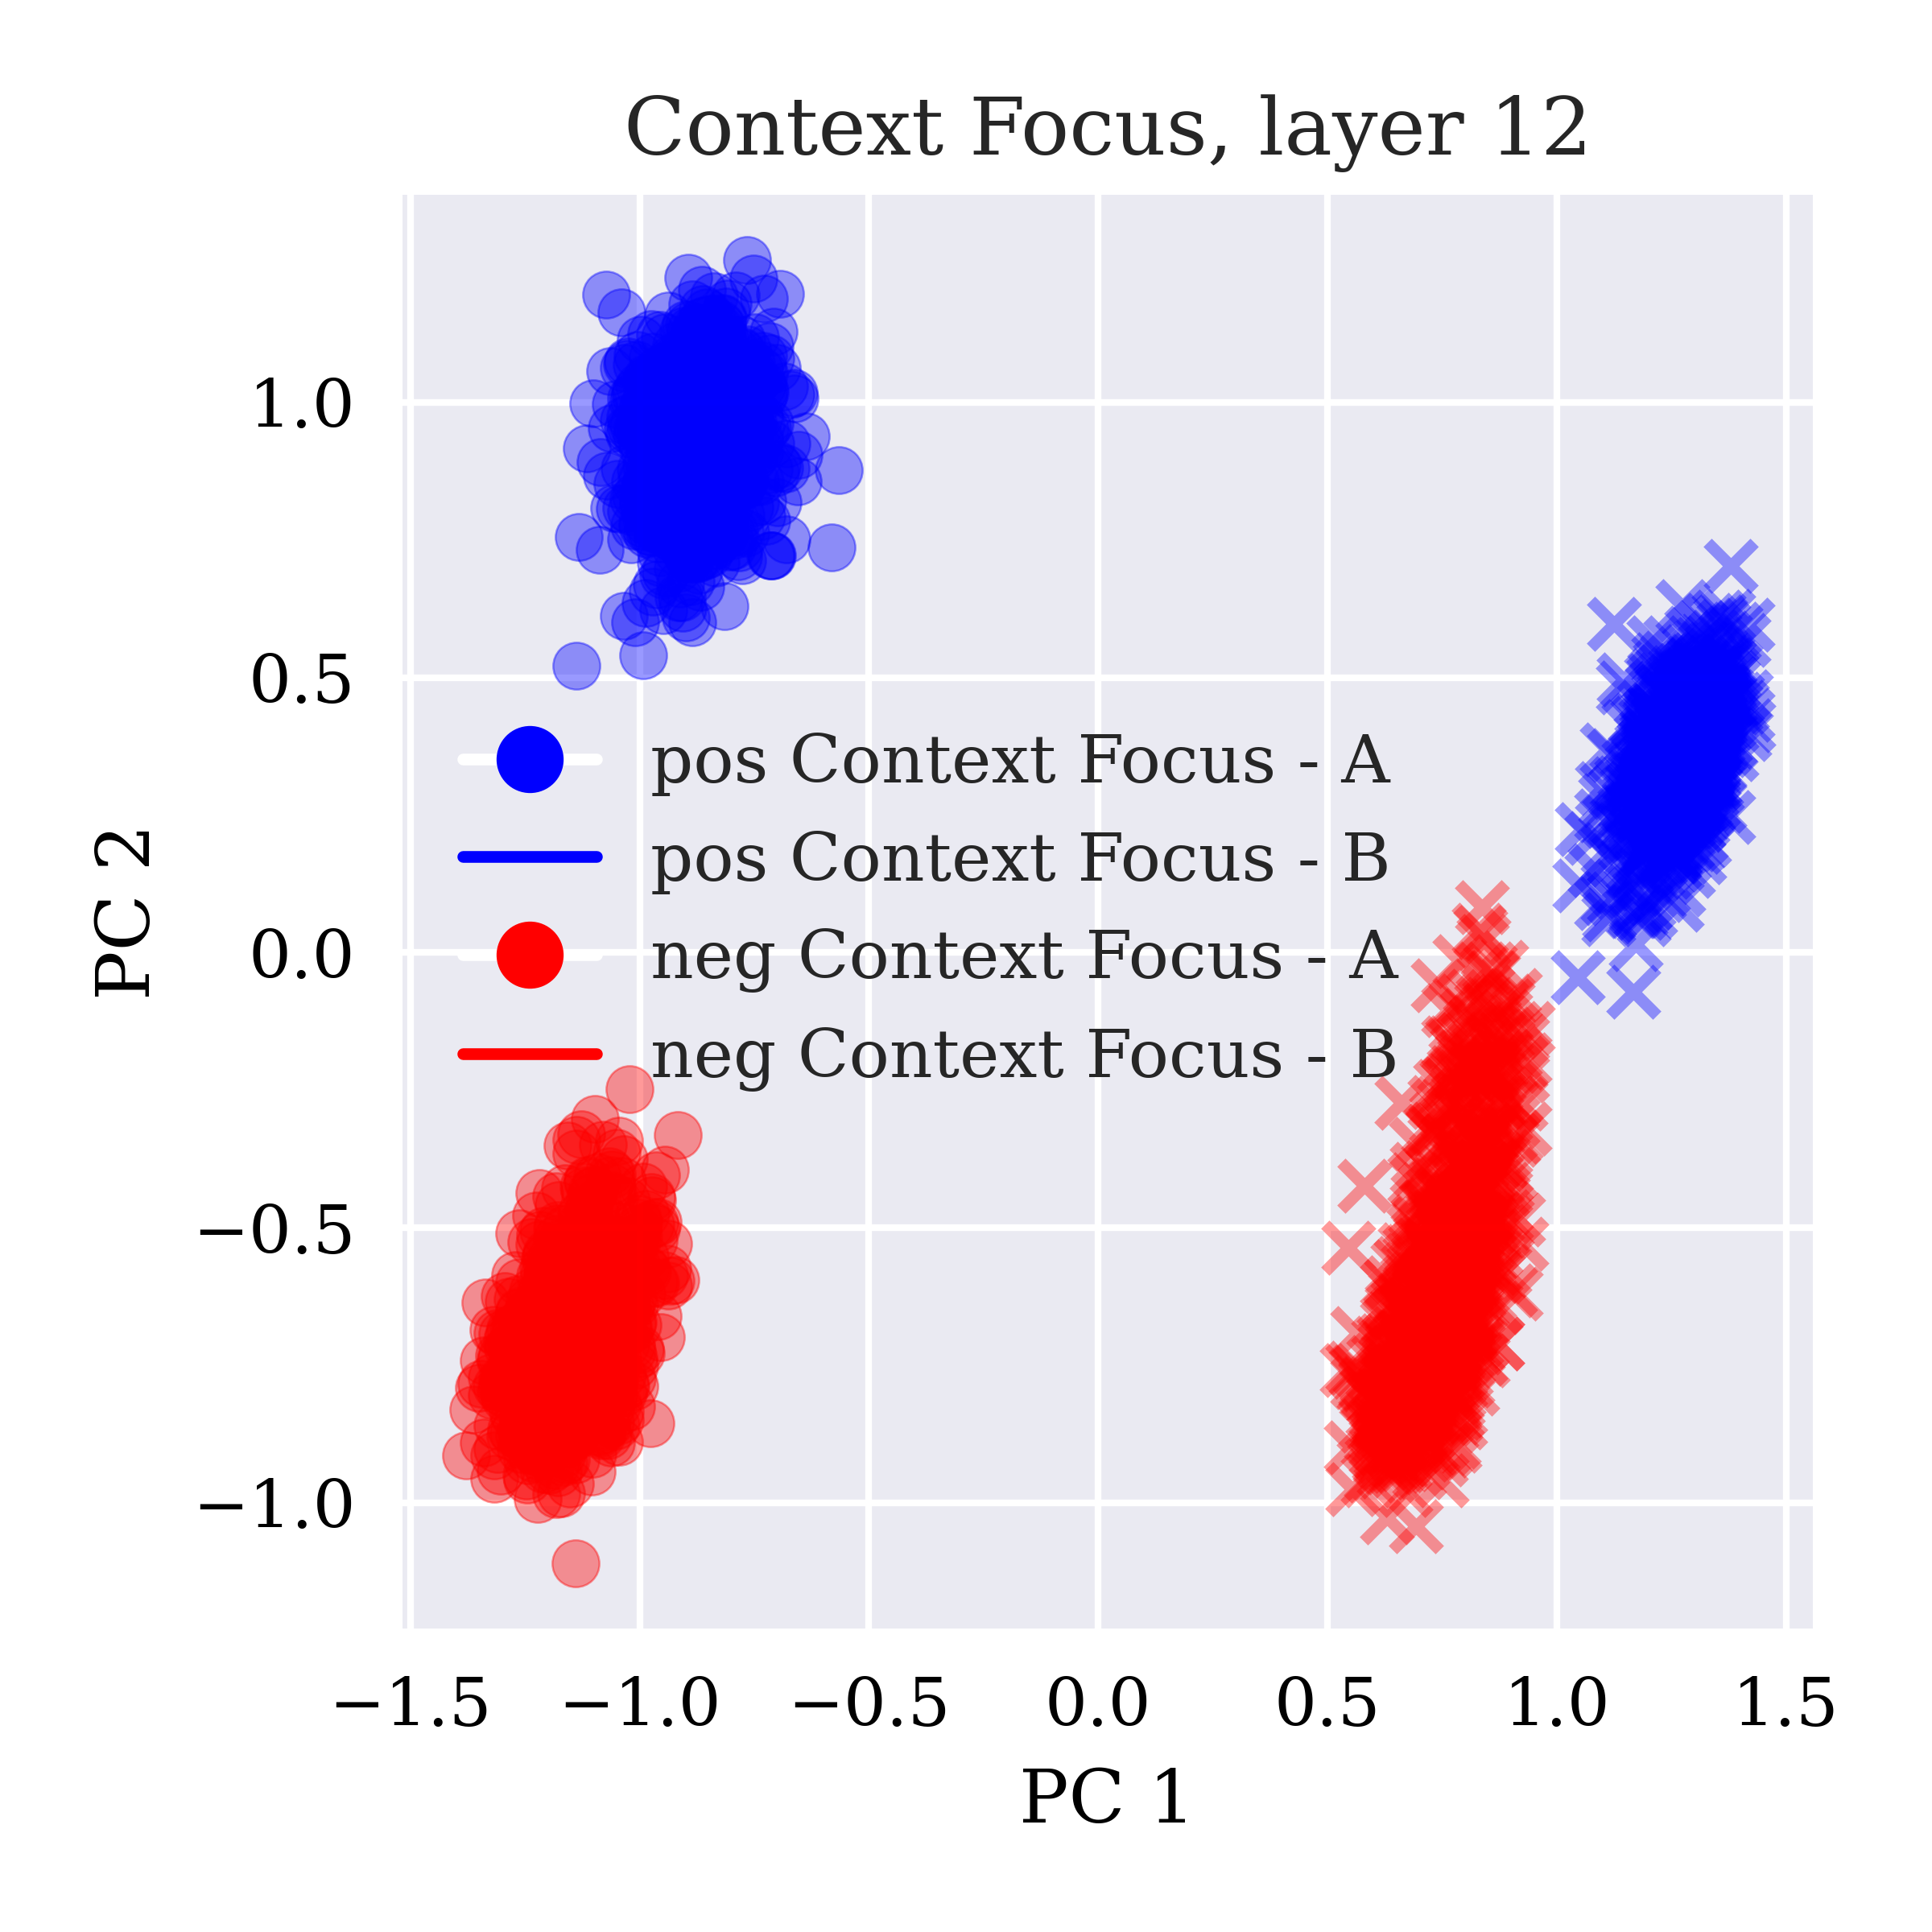 Context Focus, layer 12
1.0
0.5
0.0
−0.5
−1.0
PC 2
pos Context Focus - A
pos Context Focus - B
neg Context Focus - A
neg Context Focus - B
−1.5 −1.0 −0.5 0.0 0.5 1.0 1.5
PC 1